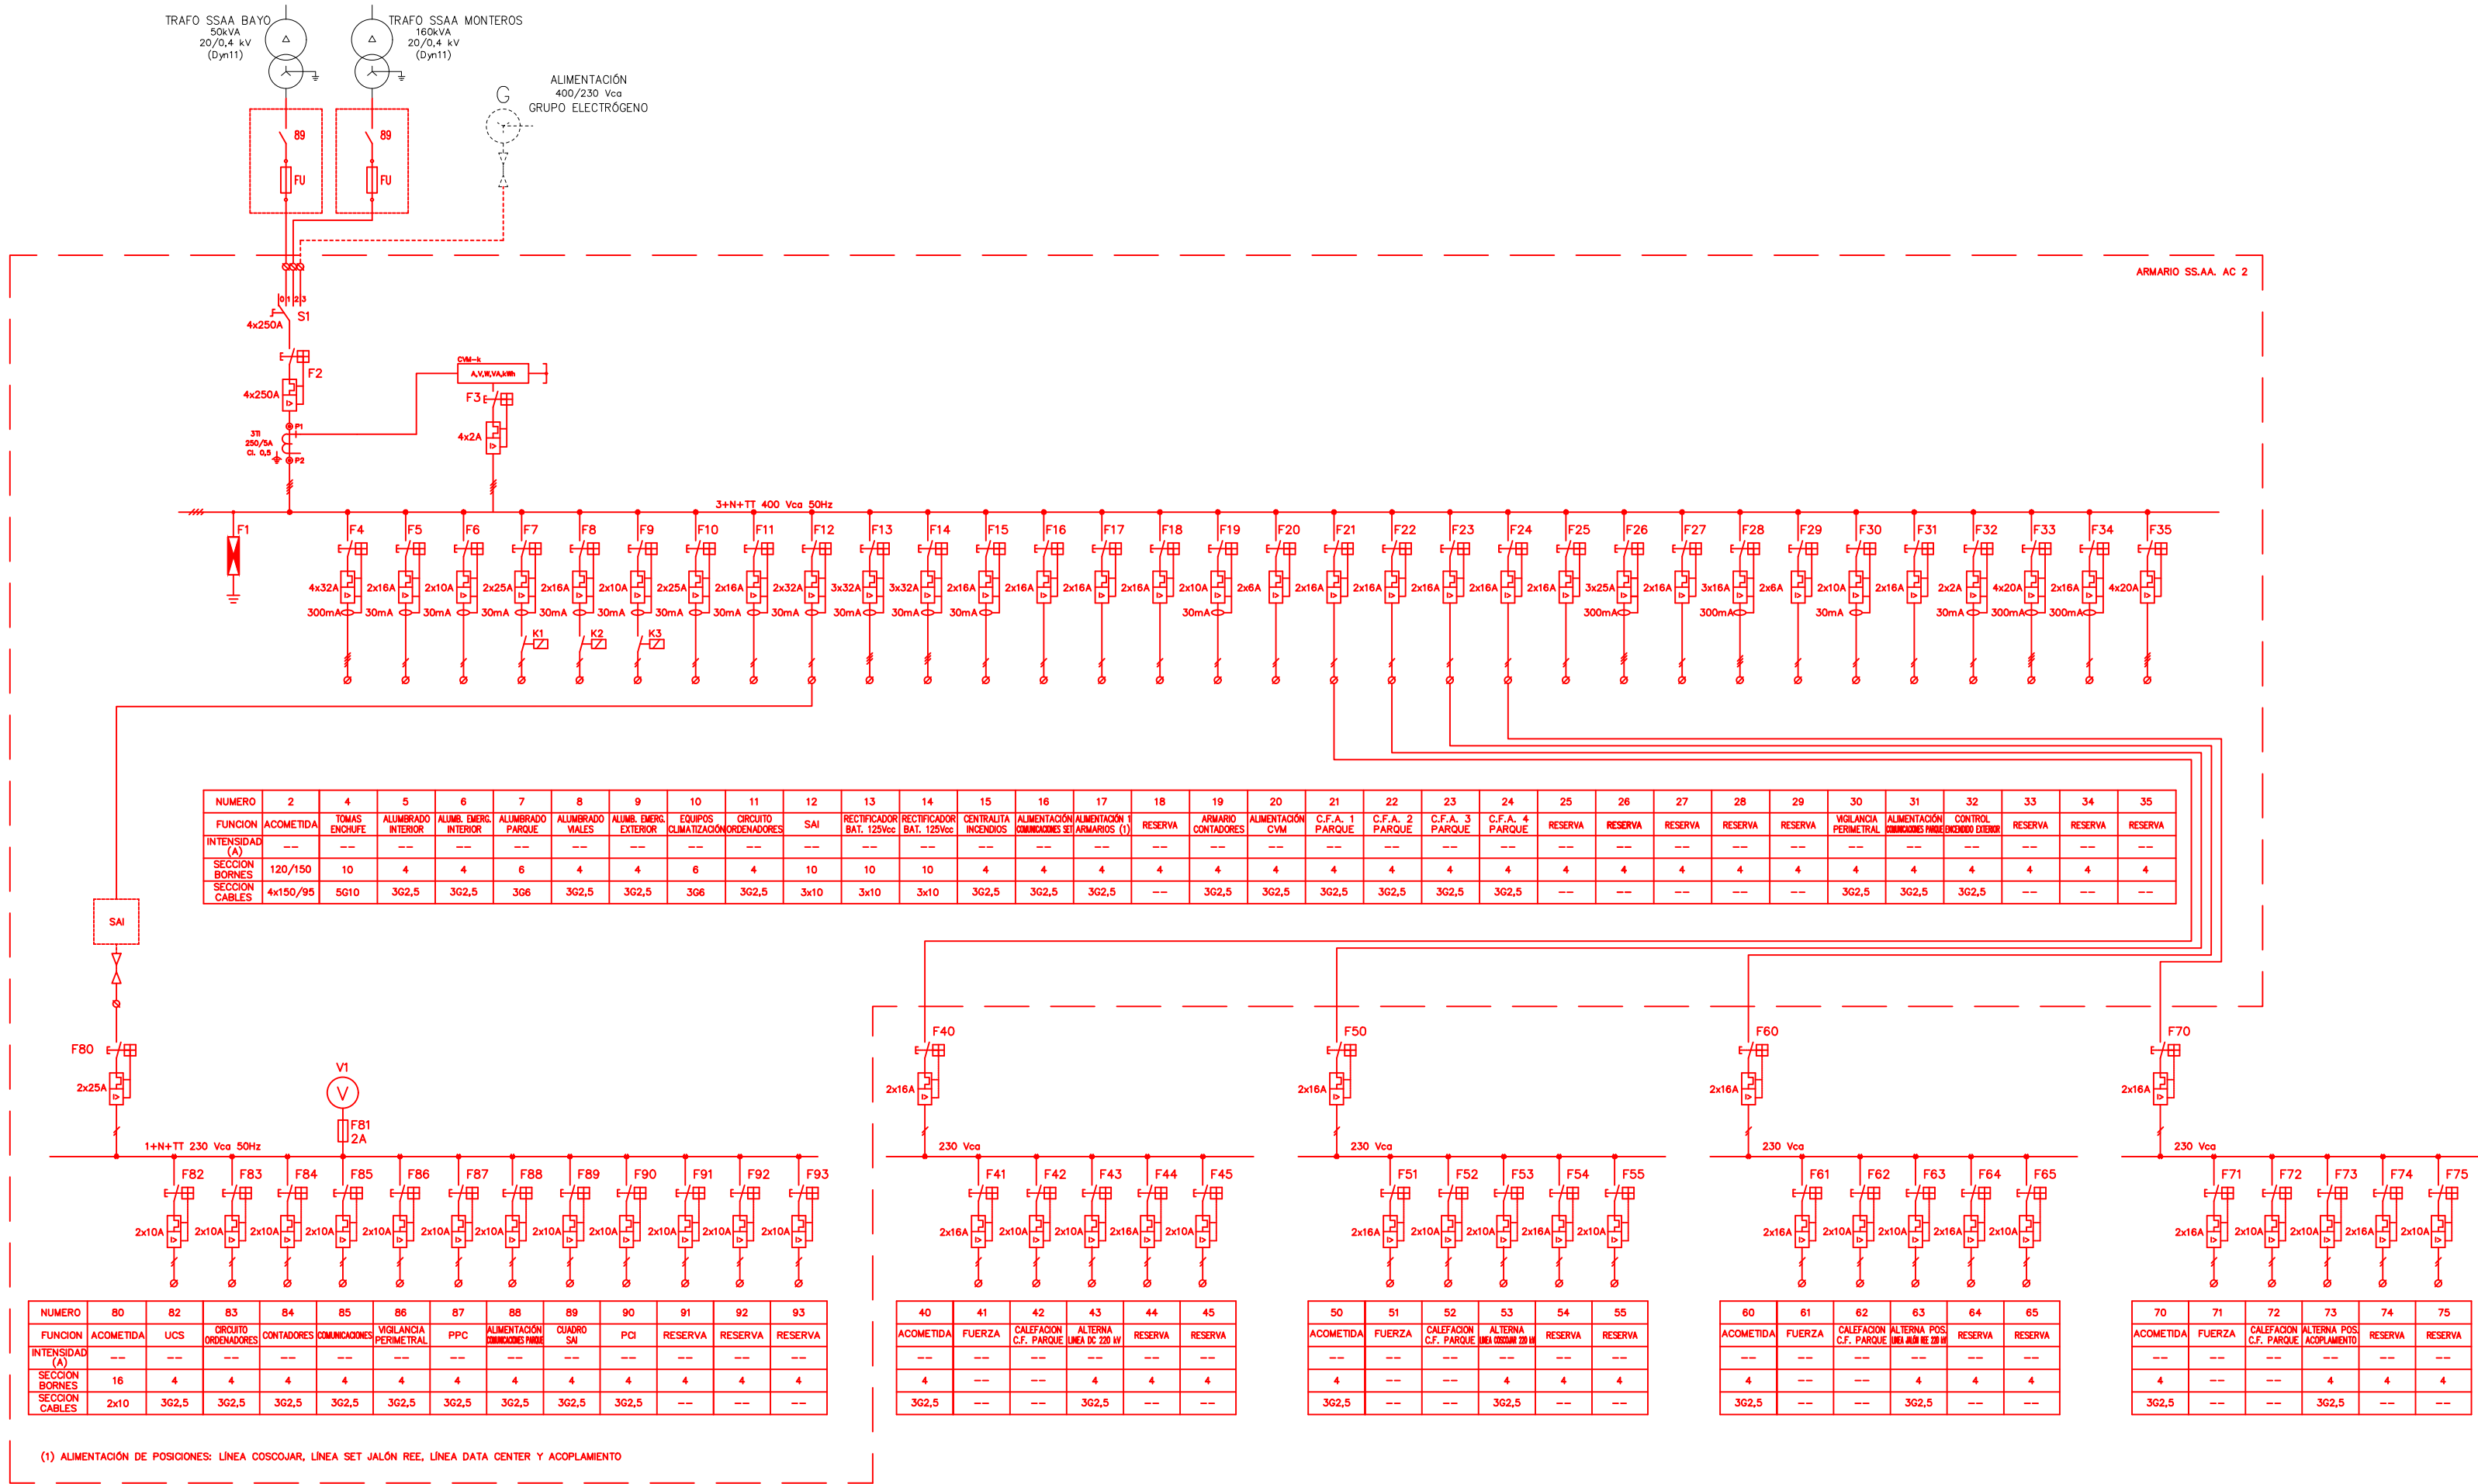 TRAFO SSAA BAYO
50kVA
20/0,4 kV
(Dyn11)
TRAFO SSAA MONTEROS
160kVA
20/0,4 kV
(Dyn11)
G
ALIMENTACIÓN
400/230 Vca
GRUPO ELECTRÓGENO
89
FU
89
FU
ARMARIO SS.AA. AC 2
0 1 2 3
S1
4x250A
F2
4x250A
3TI
250/5A
Cl. 0,5
P1
P2
CVM-k
A,V,W,VA,kWh
F3
4x2A
3+N+TT 400 Vca 50Hz
F1 F4 F5 F6 F7 F8 F9 F10 F11 F12 F13 F14 F15 F16 F17 F18 F19 F20 F21 F22 F23 F24 F25 F26 F27 F28 F29 F30 F31 F32 F33 F34 F35
4x32A 2x16A 2x10A 2x25A 2x16A 2x10A 2x25A 2x16A 2x32A 3x32A 3x32A 2x16A 2x16A 2x16A 2x16A 2x10A 2x6A 2x16A 2x16A 2x16A 2x16A 2x16A 3x25A 2x16A 3x16A 2x6A 2x10A 2x16A 2x2A 4x20A 2x16A 4x20A
300mA 30mA 30mA 30mA 30mA 30mA 30mA 30mA 30mA 30mA 30mA 30mA 30mA 300mA 300mA 30mA 30mA 300mA 300mA
K1 K2 K3
NUMERO 2 4 5 6 7 8 9 10 11 12 13 14 15 16 17 18 19 20 21 22 23 24 25 26 27 28 29 30 31 32 33 34 35
FUNCION ACOMETIDA TOMAS ENCHUFE ALUMBRADO INTERIOR ALUMB. EMERG. INTERIOR ALUMBRADO PARQUE ALUMBRADO VIALES ALUMB. EMERG. EXTERIOR EQUIPOS CLIMATIZACIÓN CIRCUITO ORDENADORES SAI RECTIFICADOR BAT. 125Vcc RECTIFICADOR BAT. 125Vcc CENTRALITA INCENDIOS ALIMENTACIÓN COMUNICACIONES SET ALIMENTACIÓN 1 ARMARIOS (1) RESERVA ARMARIO CONTADORES ALIMENTACIÓN CVM C.F.A. 1 PARQUE C.F.A. 2 PARQUE C.F.A. 3 PARQUE C.F.A. 4 PARQUE RESERVA RESERVA RESERVA RESERVA RESERVA VIGILANCIA PERIMETRAL ALIMENTACIÓN COMUNICACIONES PARQUE CONTROL ENCENDIDO EXTERIOR RESERVA RESERVA RESERVA
INTENSIDAD (A) -- -- -- -- -- -- -- -- -- -- -- -- -- -- -- -- -- -- -- -- -- -- -- -- -- -- -- -- -- -- -- -- --
SECCION BORNES 120/150 10 4 4 6 4 4 6 4 10 10 10 4 4 4 4 4 4 4 4 4 4 4 4 4 4 4 4 4 4 4 4 4
SECCION CABLES 4x150/95 5G10 3G2,5 3G2,5 3G6 3G2,5 3G2,5 3G6 3G2,5 3x10 3x10 3x10 3G2,5 3G2,5 3G2,5 -- 3G2,5 3G2,5 3G2,5 3G2,5 3G2,5 3G2,5 -- -- -- -- -- 3G2,5 3G2,5 3G2,5 -- -- --
SAI
F80
2x25A
V1
V
F81
2A
1+N+TT 230 Vca 50Hz
F82 F83 F84 F85 F86 F87 F88 F89 F90 F91 F92 F93
2x10A 2x10A 2x10A 2x10A 2x10A 2x10A 2x10A 2x10A 2x10A 2x10A 2x10A 2x10A
NUMERO 80 82 83 84 85 86 87 88 89 90 91 92 93
FUNCION ACOMETIDA UCS CIRCUITO ORDENADORES CONTADORES COMUNICACIONES VIGILANCIA PERIMETRAL PPC ALIMENTACIÓN COMUNICACIONES PARQUE CUADRO SAI PCI RESERVA RESERVA RESERVA
INTENSIDAD (A) -- -- -- -- -- -- -- -- -- -- -- -- --
SECCION BORNES 16 4 4 4 4 4 4 4 4 4 4 4 4
SECCION CABLES 2x10 3G2,5 3G2,5 3G2,5 3G2,5 3G2,5 3G2,5 3G2,5 3G2,5 3G2,5 -- -- --
F40
2x16A
230 Vca
F41 F42 F43 F44 F45
2x16A 2x10A 2x10A 2x16A 2x10A
40 41 42 43 44 45
ACOMETIDA FUERZA CALEFACION C.F. PARQUE ALTERNA LINEA DC 220 kV RESERVA RESERVA
-- -- -- -- -- --
4 -- -- 4 4 4
3G2,5 -- -- 3G2,5 -- --
F50
2x16A
230 Vca
F51 F52 F53 F54 F55
2x16A 2x10A 2x10A 2x16A 2x10A
50 51 52 53 54 55
ACOMETIDA FUERZA CALEFACION C.F. PARQUE ALTERNA LINEA COSCOJAR 220 kV RESERVA RESERVA
-- -- -- -- -- --
4 -- -- 4 4 4
3G2,5 -- -- 3G2,5 -- --
F60
2x16A
230 Vca
F61 F62 F63 F64 F65
2x16A 2x10A 2x10A 2x16A 2x10A
60 61 62 63 64 65
ACOMETIDA FUERZA CALEFACION C.F. PARQUE ALTERNA POS. LINEA JALÓN REE 220 kV RESERVA RESERVA
-- -- -- -- -- --
4 -- -- 4 4 4
3G2,5 -- -- 3G2,5 -- --
F70
2x16A
230 Vca
F71 F72 F73 F74 F75
2x16A 2x10A 2x10A 2x16A 2x10A
70 71 72 73 74 75
ACOMETIDA FUERZA CALEFACION C.F. PARQUE ALTERNA POS. ACOPLAMIENTO RESERVA RESERVA
-- -- -- -- -- --
4 -- -- 4 4 4
3G2,5 -- -- 3G2,5 -- --
(1) ALIMENTACIÓN DE POSICIONES: LÍNEA COSCOJAR, LÍNEA SET JALÓN REE, LÍNEA DATA CENTER Y ACOPLAMIENTO